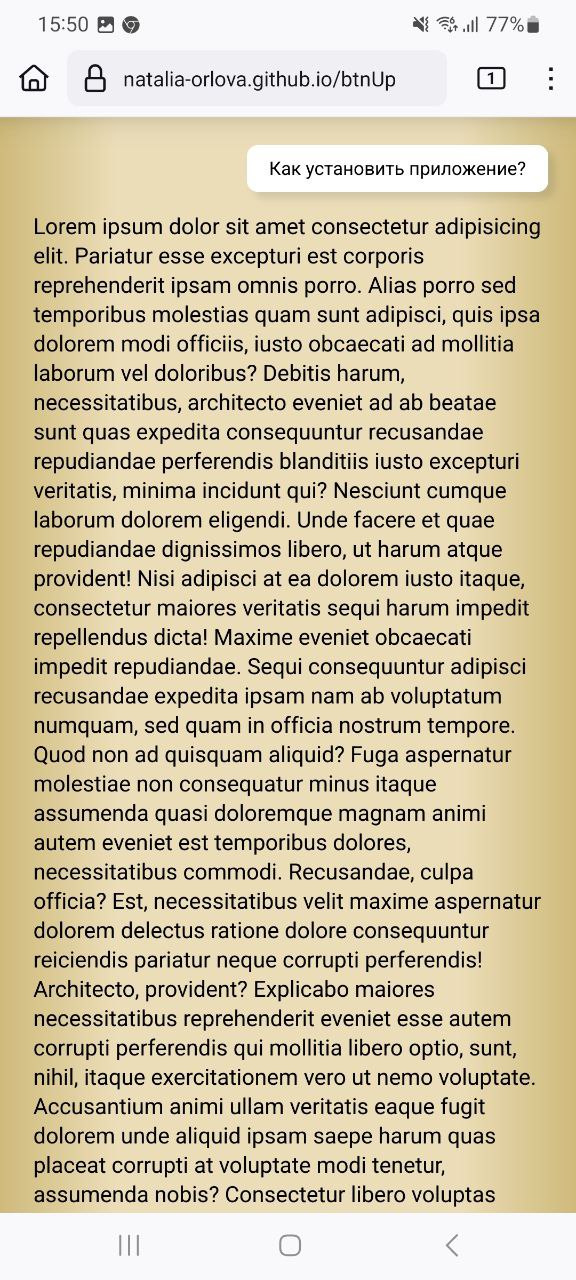 15:50
77%
natalia-orlova.github.io/btnUp
1
Как установить приложение?
Lorem ipsum dolor sit amet consectetur adipisicing
elit. Pariatur esse excepturi est corporis
reprehenderit ipsam omnis porro. Alias porro sed
temporibus molestias quam sunt adipisci, quis ipsa
dolorem modi officiis, iusto obcaecati ad mollitia
laborum vel doloribus? Debitis harum,
necessitatibus, architecto eveniet ad ab beatae
sunt quas expedita consequuntur recusandae
repudiandae perferendis blanditiis iusto excepturi
veritatis, minima incidunt qui? Nesciunt cumque
laborum dolorem eligendi. Unde facere et quae
repudiandae dignissimos libero, ut harum atque
provident! Nisi adipisci at ea dolorem iusto itaque,
consectetur maiores veritatis sequi harum impedit
repellendus dicta! Maxime eveniet obcaecati
impedit repudiandae. Sequi consequuntur adipisci
recusandae expedita ipsam nam ab voluptatum
numquam, sed quam in officia nostrum tempore.
Quod non ad quisquam aliquid? Fuga aspernatur
molestiae non consequatur minus itaque
assumenda quasi doloremque magnam animi
autem eveniet est temporibus dolores,
necessitatibus commodi. Recusandae, culpa
officia? Est, necessitatibus velit maxime aspernatur
dolorem delectus ratione dolore consequuntur
reiciendis pariatur neque corrupti perferendis!
Architecto, provident? Explicabo maiores
necessitatibus reprehenderit eveniet esse autem
corrupti perferendis qui mollitia libero optio, sunt,
nihil, itaque exercitationem vero ut nemo voluptate.
Accusantium animi ullam veritatis eaque fugit
dolorem unde aliquid ipsam saepe harum quas
placeat corrupti at voluptate modi tenetur,
assumenda nobis? Consectetur libero voluptas